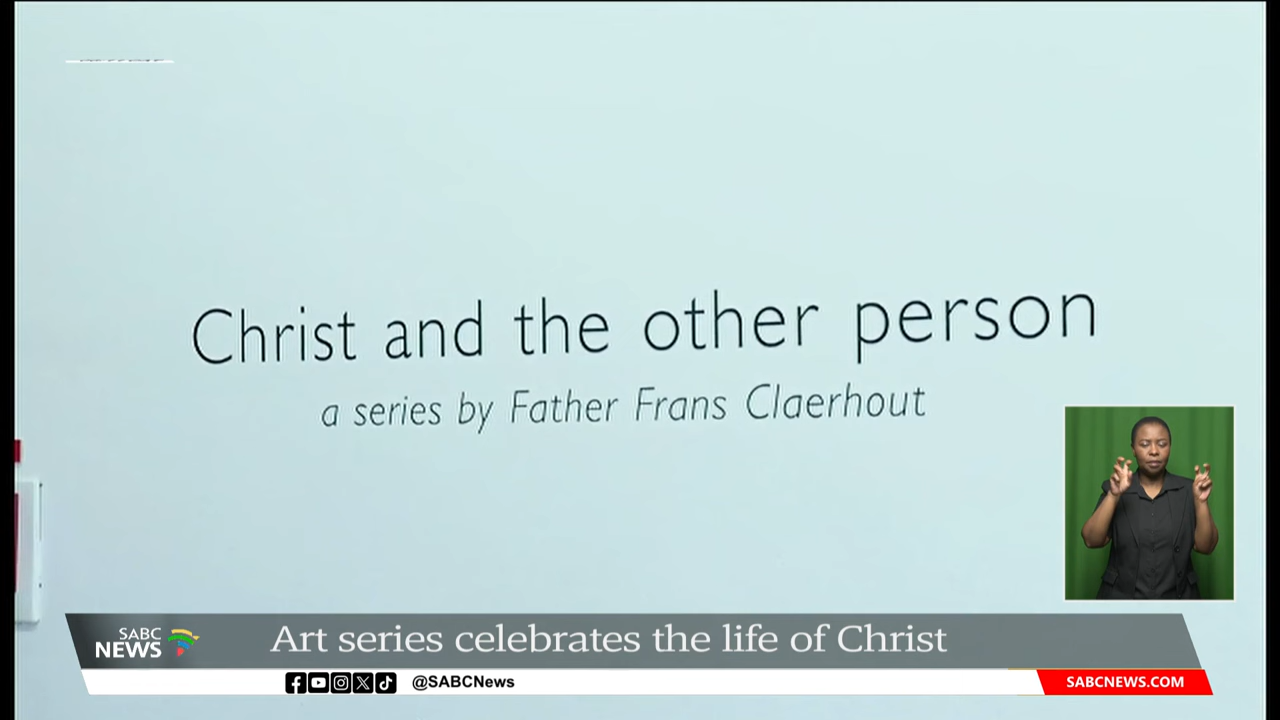 Christ and the other person
a series by Father Frans Claerhout
SABC
NEWS
Art series celebrates the life of Christ
@SABCNews
SABCNEWS.COM